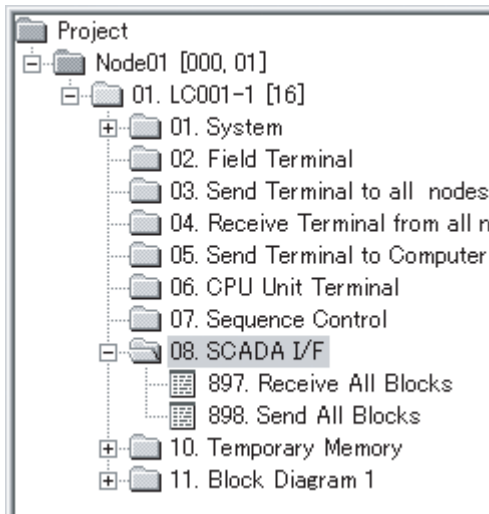 Project
Node01 [000, 01]
01. LC001-1 [16]
01. System
02. Field Terminal
03. Send Terminal to all nodes
04. Receive Terminal from all n
05. Send Terminal to Computer
06. CPU Unit Terminal
07. Sequence Control
08. SCADA I/F
897. Receive All Blocks
898. Send All Blocks
10. Temporary Memory
11. Block Diagram 1